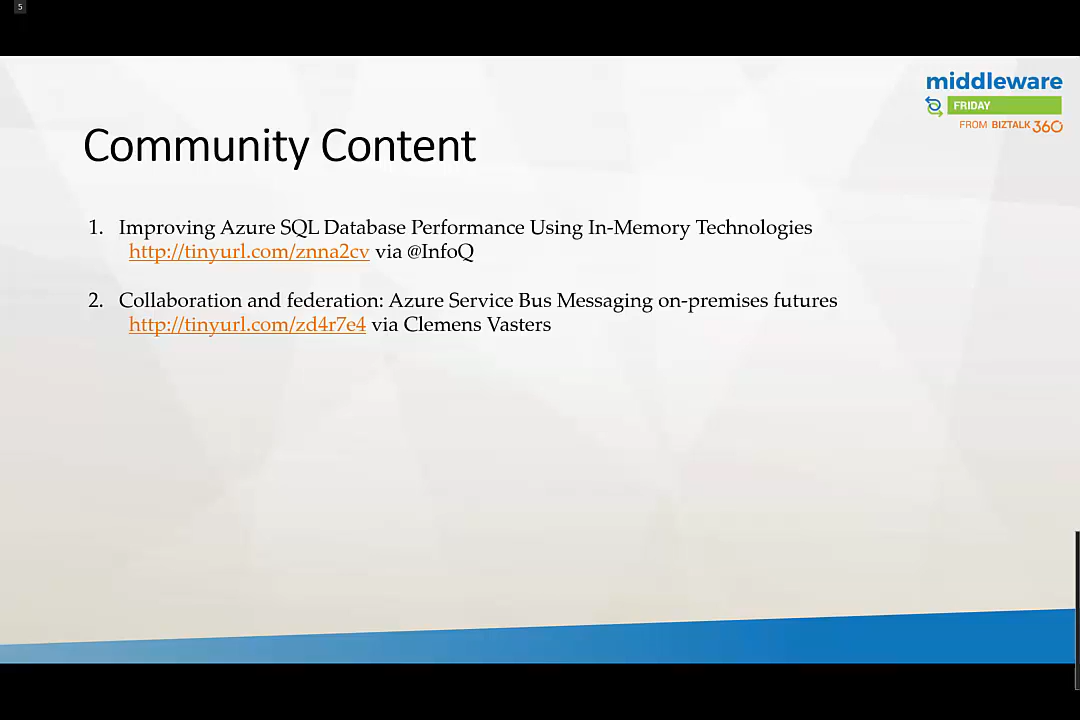 5
middleware
FRIDAY
FROM BIZTALK360
Community Content
1. Improving Azure SQL Database Performance Using In-Memory Technologies
http://tinyurl.com/znna2cv via @InfoQ
2. Collaboration and federation: Azure Service Bus Messaging on-premises futures
http://tinyurl.com/zd4r7e4 via Clemens Vasters